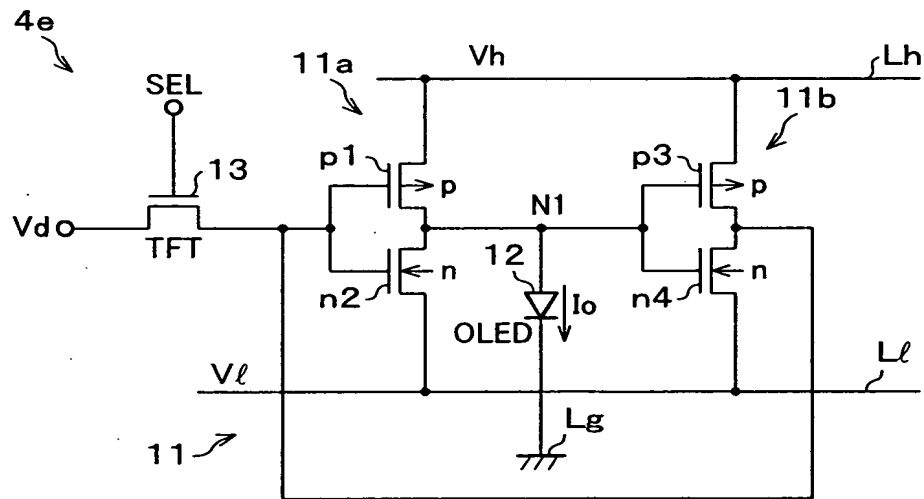 4e
Vh
Lh
11a
SEL
11b
13
p1
p
p3
p
N1
Vd
TFT
12
n
n
n2
Io
n4
OLED
Vℓ
Lℓ
Lg
11